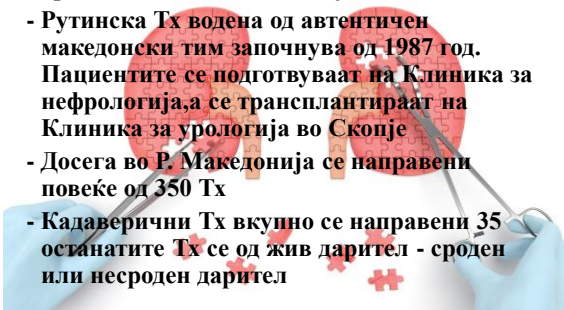 - Рутинска Тх водена од автентичен
македонски тим започнува од 1987 год.
Пациентите се подготвуваат на Клиника за
нефрологија,а се трансплантираат на
Клиника за урологија во Скопје
- Досега во Р. Македонија се направени
повеќе од 350 Тх
- Кадаверични Тх вкупно се направени 35
останатите Тх се од жив дарител - сроден
или несроден дарител